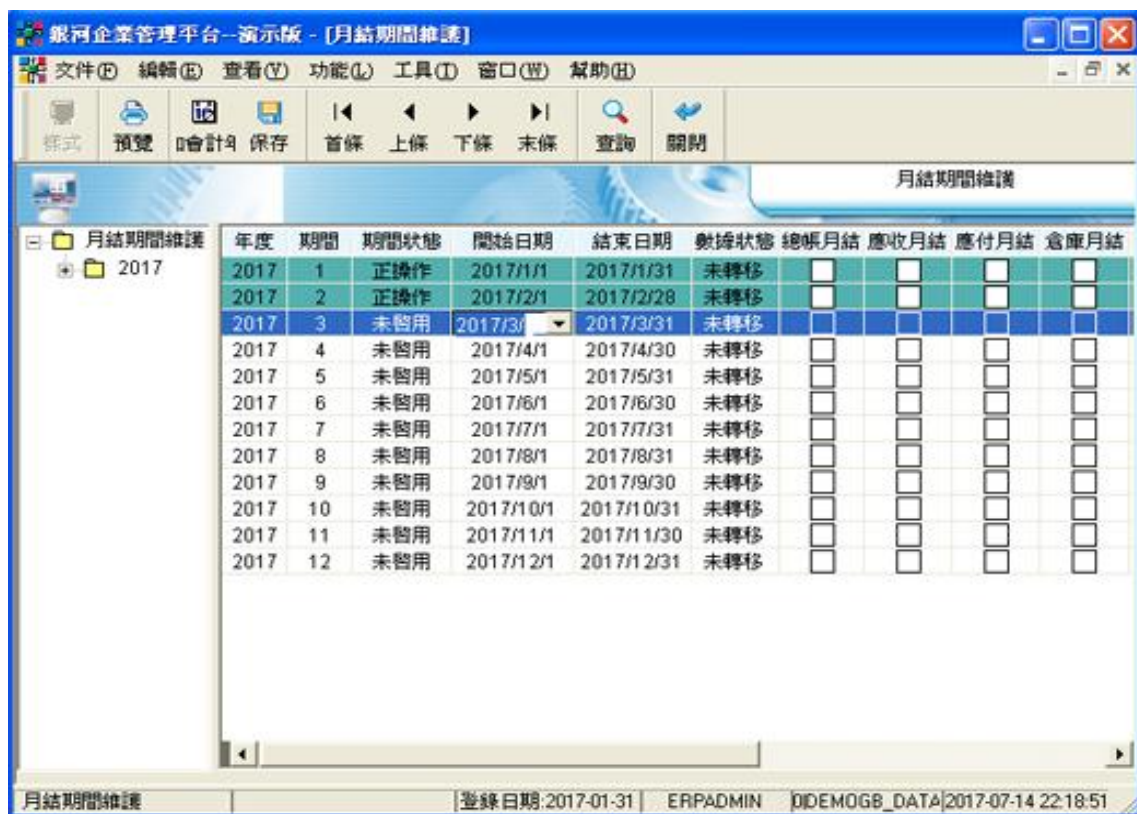 銀河企業管理平台--演示版 - [月結期間維護]
文件(F) 編輯(E) 查看(V) 功能(L) 工具(T) 窗口(W) 幫助(H)
樣式 預覽 保存 首條 上條 下條 末條 查詢 關閉
月結期間維護
月結期間維護
2017
年度 期間 期間狀態 開始日期 結束日期 數據狀態 總帳月結 應收月結 應付月結 倉庫月結
2017 1 正操作 2017/1/1 2017/1/31 未轉移
2017 2 正操作 2017/2/1 2017/2/28 未轉移
2017 3 未啓用 2017/3/ 2017/3/31 未轉移
2017 4 未啓用 2017/4/1 2017/4/30 未轉移
2017 5 未啓用 2017/5/1 2017/5/31 未轉移
2017 6 未啓用 2017/6/1 2017/6/30 未轉移
2017 7 未啓用 2017/7/1 2017/7/31 未轉移
2017 8 未啓用 2017/8/1 2017/8/31 未轉移
2017 9 未啓用 2017/9/1 2017/9/30 未轉移
2017 10 未啓用 2017/10/1 2017/10/31 未轉移
2017 11 未啓用 2017/11/1 2017/11/30 未轉移
2017 12 未啓用 2017/12/1 2017/12/31 未轉移
月結期間維護 登錄日期:2017-01-31 ERPADMIN DEMOGB_DATA 2017-07-14 22:18:51